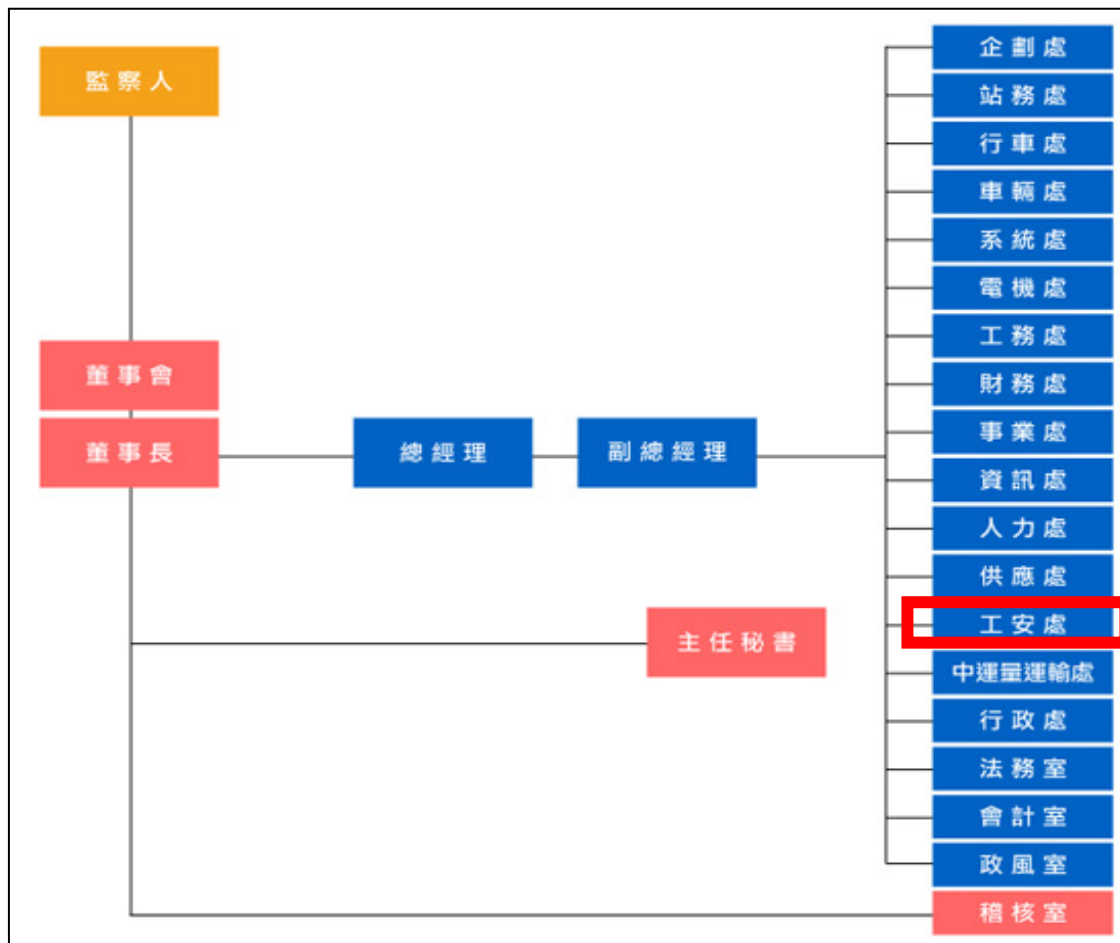 監察人
董事會
董事長
總經理
副總經理
主任秘書
企劃處
站務處
行車處
車輛處
系統處
電機處
工務處
財務處
事業處
資訊處
人力處
供應處
工安處
中運量運輸處
行政處
法務室
會計室
政風室
稽核室